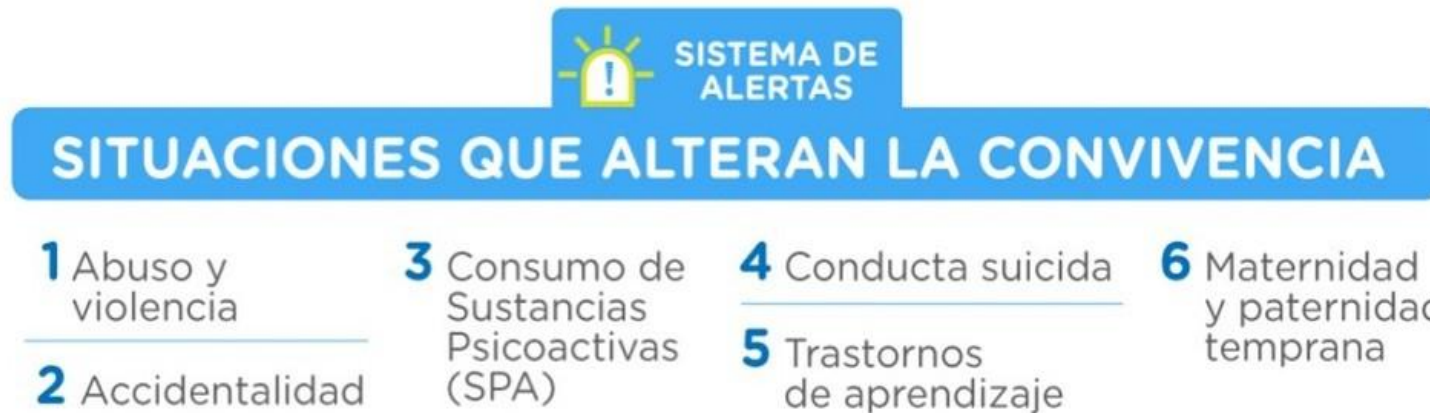 SISTEMA DE
ALERTAS
SITUACIONES QUE ALTERAN LA CONVIVENCIA
1 Abuso y
violencia
2 Accidentalidad
3 Consumo de
Sustancias
Psicoactivas
(SPA)
4 Conducta suicida
5 Trastornos
de aprendizaje
6 Maternidad
y paternidad
temprana